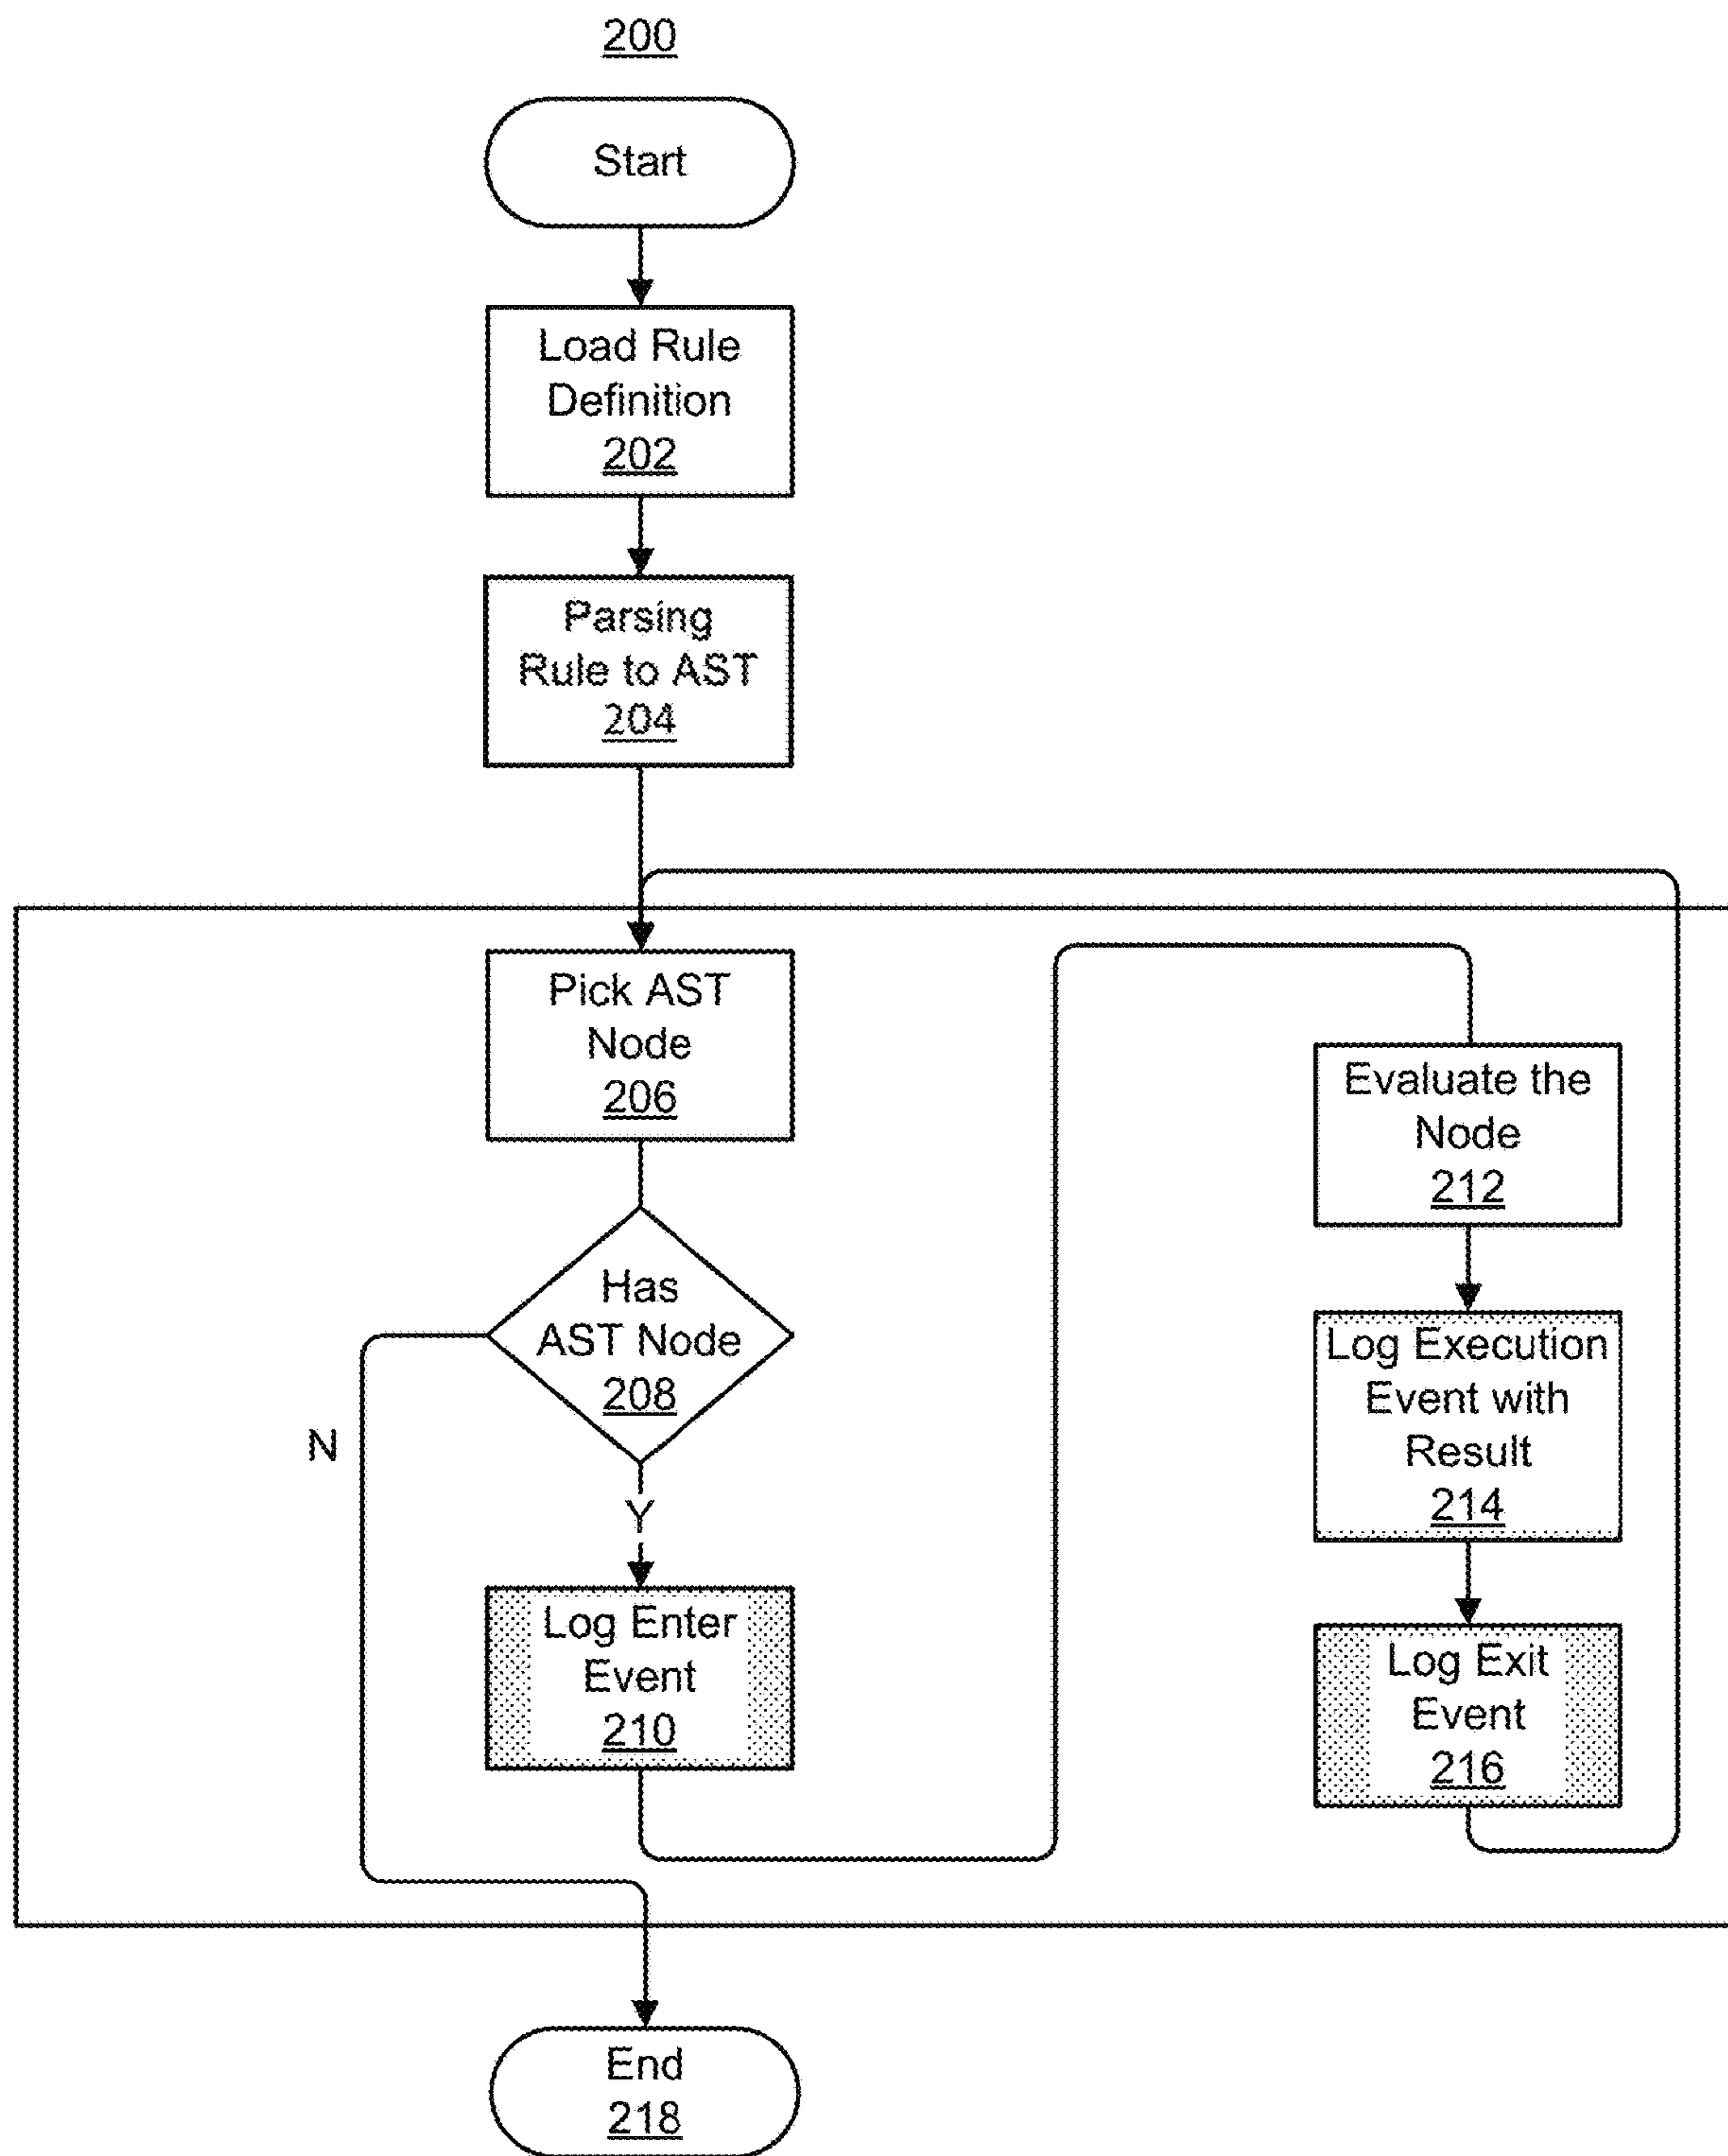 200
Start
Load Rule
Definition
202
Parsing
Rule to AST
204
Pick AST
Node
206
Has
AST Node
208
N
Y
Log Enter
Event
210
Evaluate the
Node
212
Log Execution
Event with
Result
214
Log Exit
Event
216
End
218